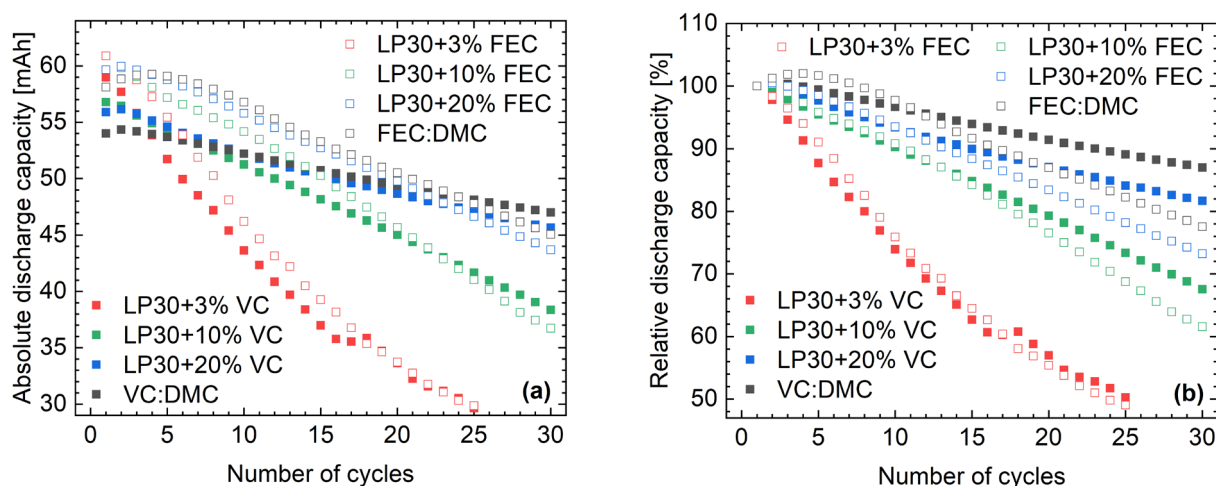 Absolute discharge capacity [mAh]
60
55
50
45
40
35
30
LP30+3% FEC
LP30+10% FEC
LP30+20% FEC
FEC:DMC
LP30+3% VC
LP30+10% VC
LP30+20% VC
VC:DMC
(a)
0 5 10 15 20 25 30
Number of cycles
Relative discharge capacity [%]
110
100
90
80
70
60
50
LP30+3% FEC
LP30+10% FEC
LP30+20% FEC
FEC:DMC
LP30+3% VC
LP30+10% VC
LP30+20% VC
VC:DMC
(b)
0 5 10 15 20 25 30
Number of cycles